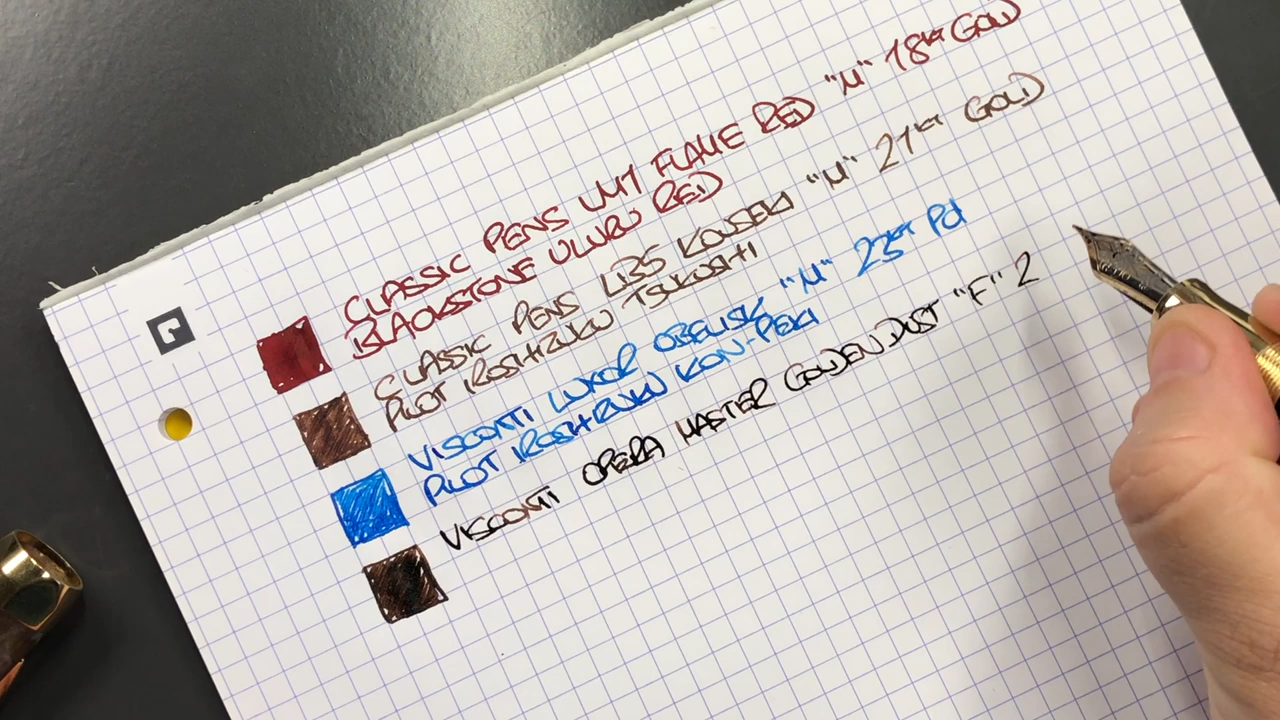 CLASSIC PENS LM1 FLAME RED "M" 18kt GOLD
BLACKSTONE ULURU RED
CLASSIC PENS LB5 KOUSEKI "M" 21kt GOLD
PILOT IROSHIZUKU TSUKUSHI
VISCONTI LUXOR OBELISK "M" 23kt Pd
PILOT IROSHIZUKU KON-PEKI
VISCONTI OPERA MASTER GOLDEN DUST "F" 2